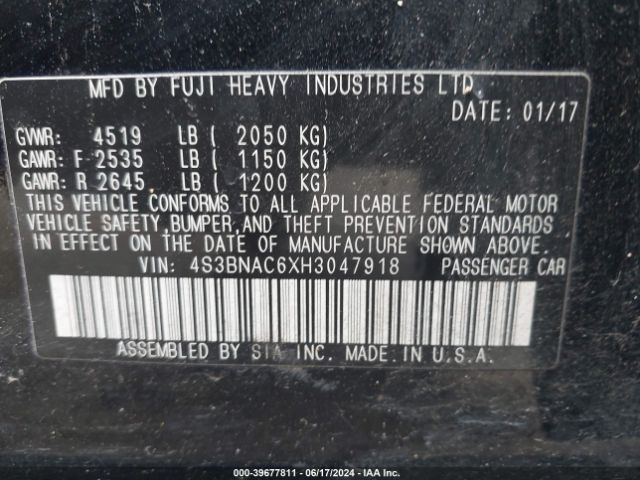 MFD BY FUJI HEAVY INDUSTRIES LTD.
DATE: 01/17
GVWR: 4519 LB ( 2050 KG)
GAWR: F 2535 LB ( 1150 KG)
GAWR: R 2645 LB ( 1200 KG)
THIS VEHICLE CONFORMS TO ALL APPLICABLE FEDERAL MOTOR
VEHICLE SAFETY, BUMPER, AND THEFT PREVENTION STANDARDS
IN EFFECT ON THE DATE OF MANUFACTURE SHOWN ABOVE.
VIN: 4S3BNAC6XH3047918 PASSENGER CAR
ASSEMBLED BY SIA INC. MADE IN U.S.A.
000-39677811 - 06/17/2024 - IAA Inc.